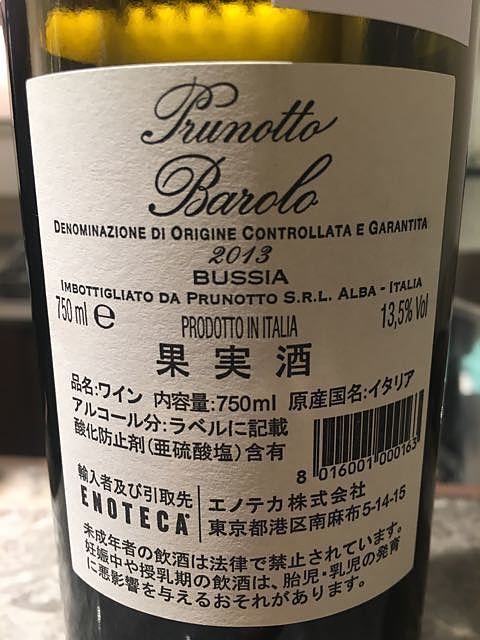 Prunotto
Barolo
DENOMINAZIONE DI ORIGINE CONTROLLATA E GARANTITA
2013
BUSSIA
IMBOTTIGLIATO DA PRUNOTTO S.R.L. ALBA - ITALIA
750 ml e PRODOTTO IN ITALIA 13,5% Vol
果実酒
品名:ワイン 内容量:750ml 原産国名:イタリア
アルコール分:ラベルに記載
酸化防止剤(亜硫酸塩)含有
8 016001 000163
輸入者及び引取先
ENOTECA
エノテカ株式会社
東京都港区南麻布5-14-15
未成年者の飲酒は法律で禁止されています。
妊娠中や授乳期の飲酒は、胎児・乳児の発育
に悪影響を与えるおそれがあります。